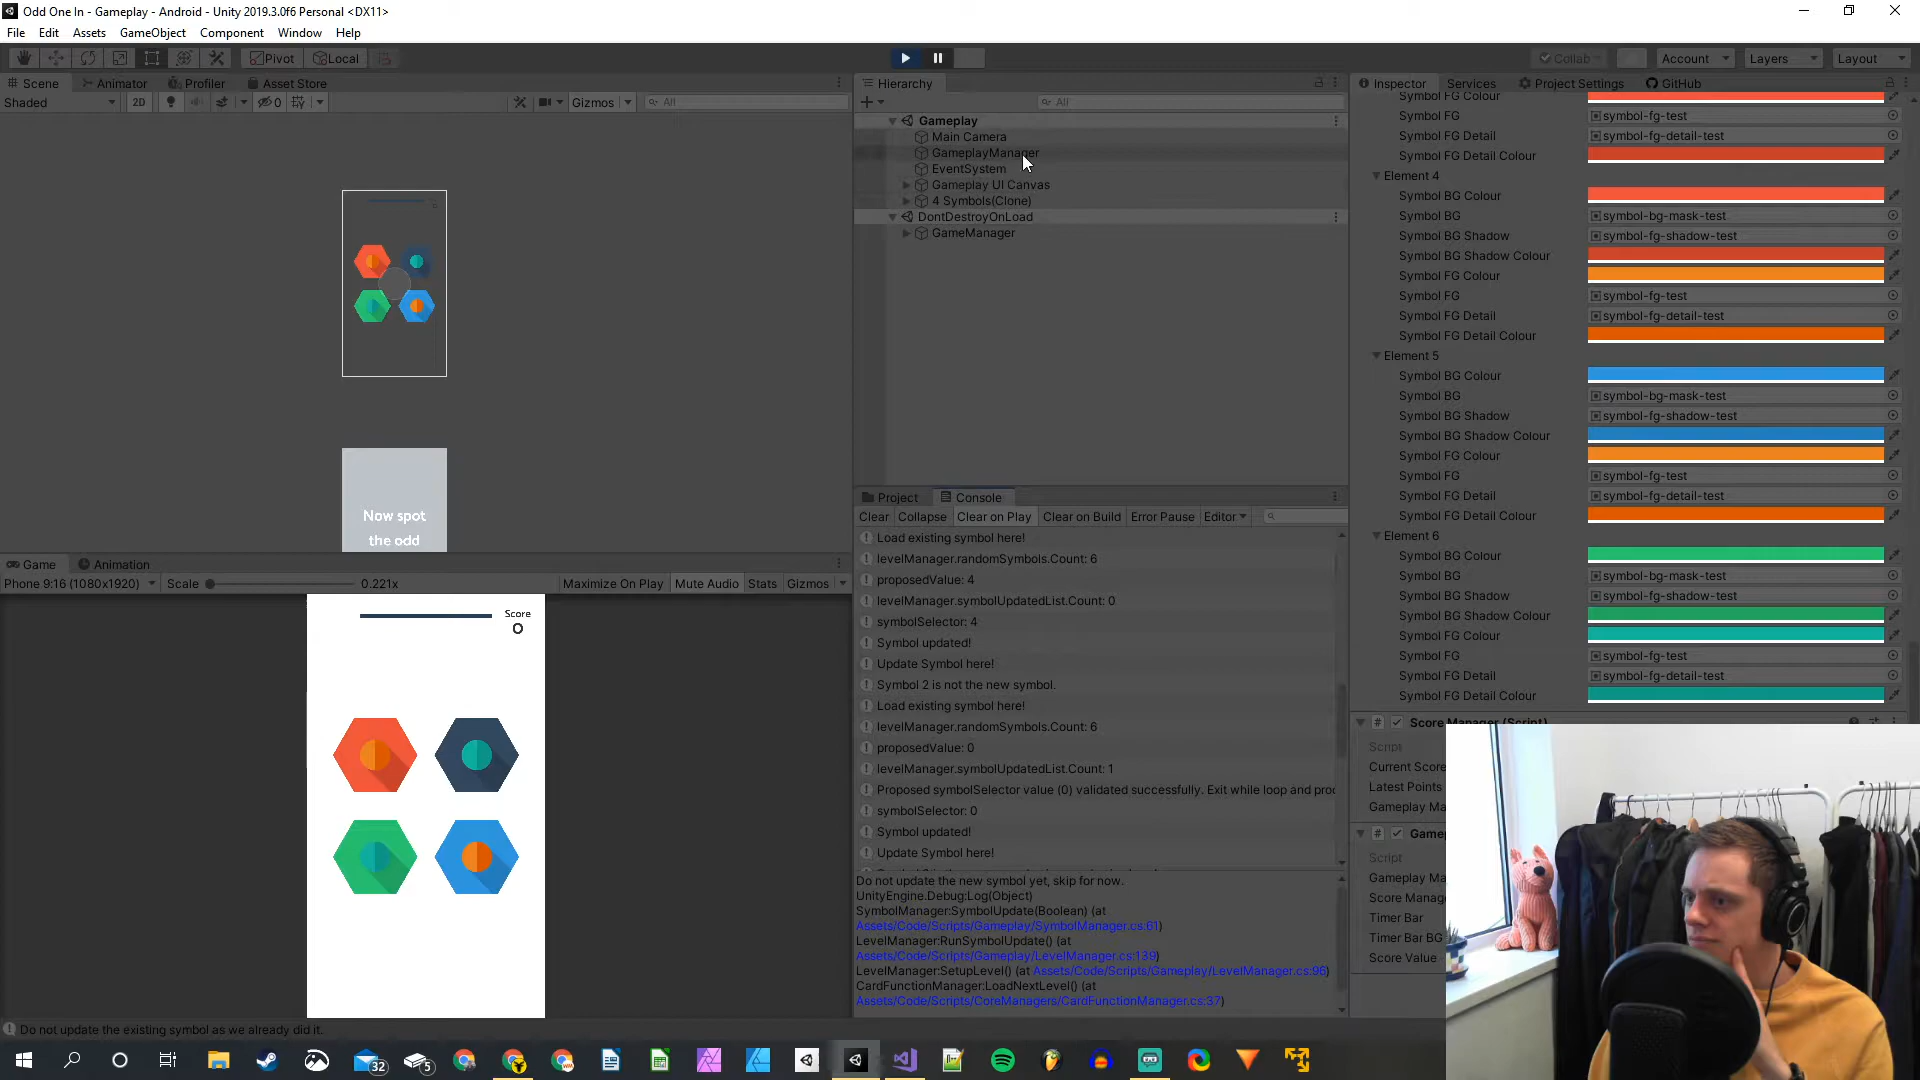 Odd One In - Gameplay - Android - Unity 2019.3.0f6 Personal <DX11>
File Edit Assets GameObject Component Window Help
Pivot Local Collab Account Layers Layout
Scene Animator Profiler Asset Store
Shaded 2D 0 Gizmos All
Now spot
the odd
Game Animation
Phone 9:16 (1080x1920) Scale 0.221x Maximize On Play Mute Audio Stats Gizmos
Score
0
Hierarchy
All
Gameplay
Main Camera
GameplayManager
EventSystem
Gameplay UI Canvas
4 Symbols(Clone)
DontDestroyOnLoad
GameManager
Project Console
Clear Collapse Clear on Play Clear on Build Error Pause Editor
Load existing symbol here!
levelManager.randomSymbols.Count: 6
proposedValue: 4
levelManager.symbolUpdatedList.Count: 0
symbolSelector: 4
Symbol updated!
Update Symbol here!
Symbol 2 is not the new symbol.
Load existing symbol here!
levelManager.randomSymbols.Count: 6
proposedValue: 0
levelManager.symbolUpdatedList.Count: 1
Proposed symbolSelector value (0) validated successfully. Exit while loop and
symbolSelector: 0
Symbol updated!
Update Symbol here!
Do not update the new symbol yet, skip for now.
UnityEngine.Debug:Log(Object)
SymbolManager:SymbolUpdate(Boolean) (at
Assets/Code/Scripts/Gameplay/SymbolManager.cs:61)
LevelManager:RunSymbolUpdate() (at
Assets/Code/Scripts/Gameplay/LevelManager.cs:139)
LevelManager:SetupLevel() (at Assets/Code/Scripts/Gameplay/LevelManager.cs:96)
CardFunctionManager:LoadNextLevel() (at
Assets/Code/Scripts/CoreManagers/CardFunctionManager.cs:37)
Inspector Services Project Settings GitHub
Symbol FG Colour
Symbol FG symbol-fg-test
Symbol FG Detail symbol-fg-detail-test
Symbol FG Detail Colour
Element 4
Symbol BG Colour
Symbol BG symbol-bg-mask-test
Symbol BG Shadow symbol-fg-shadow-test
Symbol BG Shadow Colour
Symbol FG Colour
Symbol FG symbol-fg-test
Symbol FG Detail symbol-fg-detail-test
Symbol FG Detail Colour
Element 5
Symbol BG Colour
Symbol BG symbol-bg-mask-test
Symbol BG Shadow symbol-fg-shadow-test
Symbol BG Shadow Colour
Symbol FG Colour
Symbol FG symbol-fg-test
Symbol FG Detail symbol-fg-detail-test
Symbol FG Detail Colour
Element 6
Symbol BG Colour
Symbol BG symbol-bg-mask-test
Symbol BG Shadow symbol-fg-shadow-test
Symbol BG Shadow Colour
Symbol FG Colour
Symbol FG symbol-fg-test
Symbol FG Detail symbol-fg-detail-test
Symbol FG Detail Colour
Score Manager (Script)
Script
Current Score
Latest Points
Gameplay Ma
Gamep
Script
Gameplay Ma
Score Manag
Timer Bar
Timer Bar BG
Score Value
Do not update the existing symbol as we already did it.
32 5